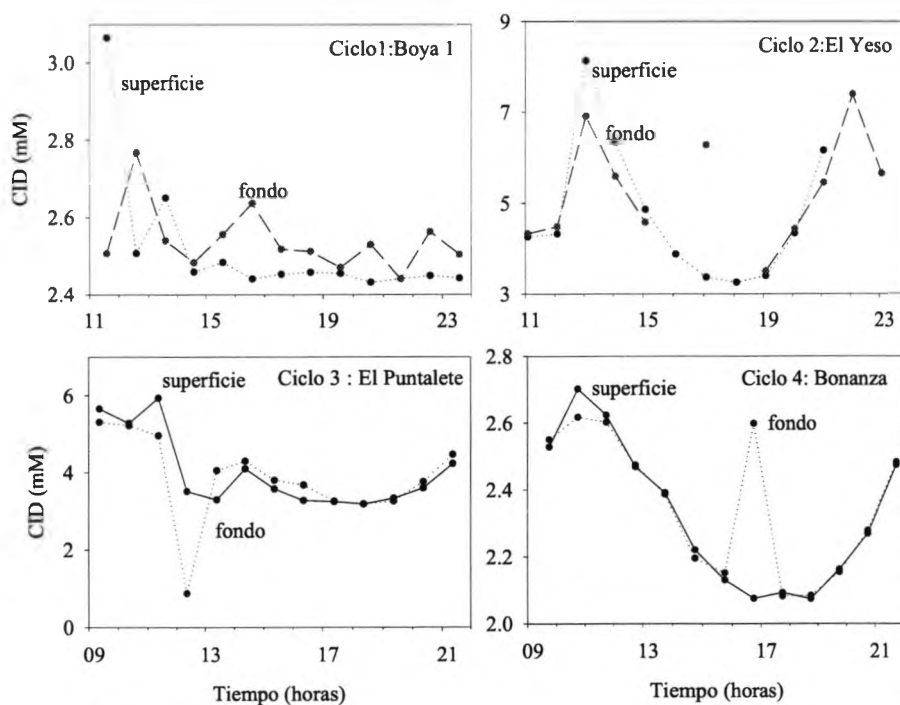 Ciclo1:Boya 1
superficie
fondo
CID (mM)
3.0
2.8
2.6
2.4
11 15 19 23
Ciclo 2:El Yeso
superficie
fondo
9
7
5
3
11 15 19 23
Ciclo 3 : El Puntalete
superficie
fondo
CID (mM)
6
4
2
0
09 13 17 21
Tiempo (horas)
Ciclo 4: Bonanza
superficie
fondo
2.8
2.6
2.4
2.2
2.0
09 13 17 21
Tiempo (horas)